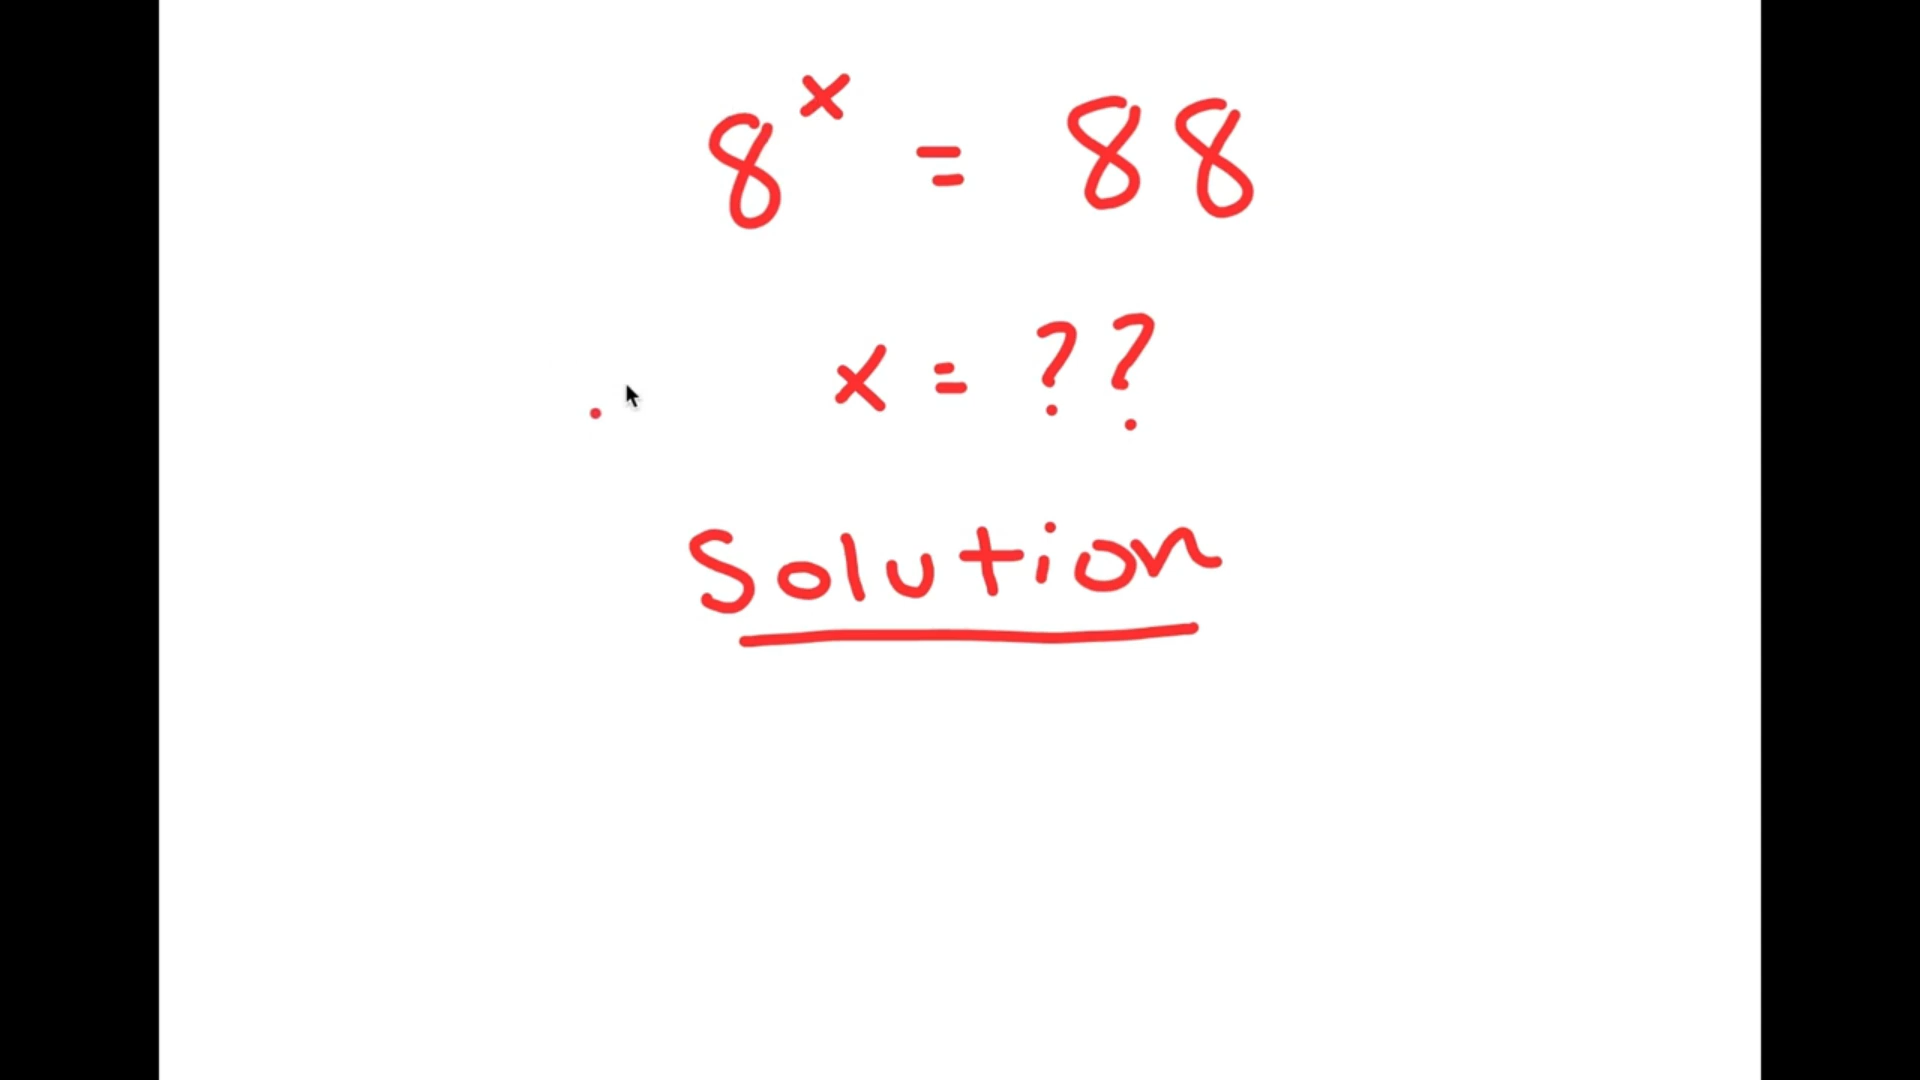 8^x = 88
x = ??
Solution